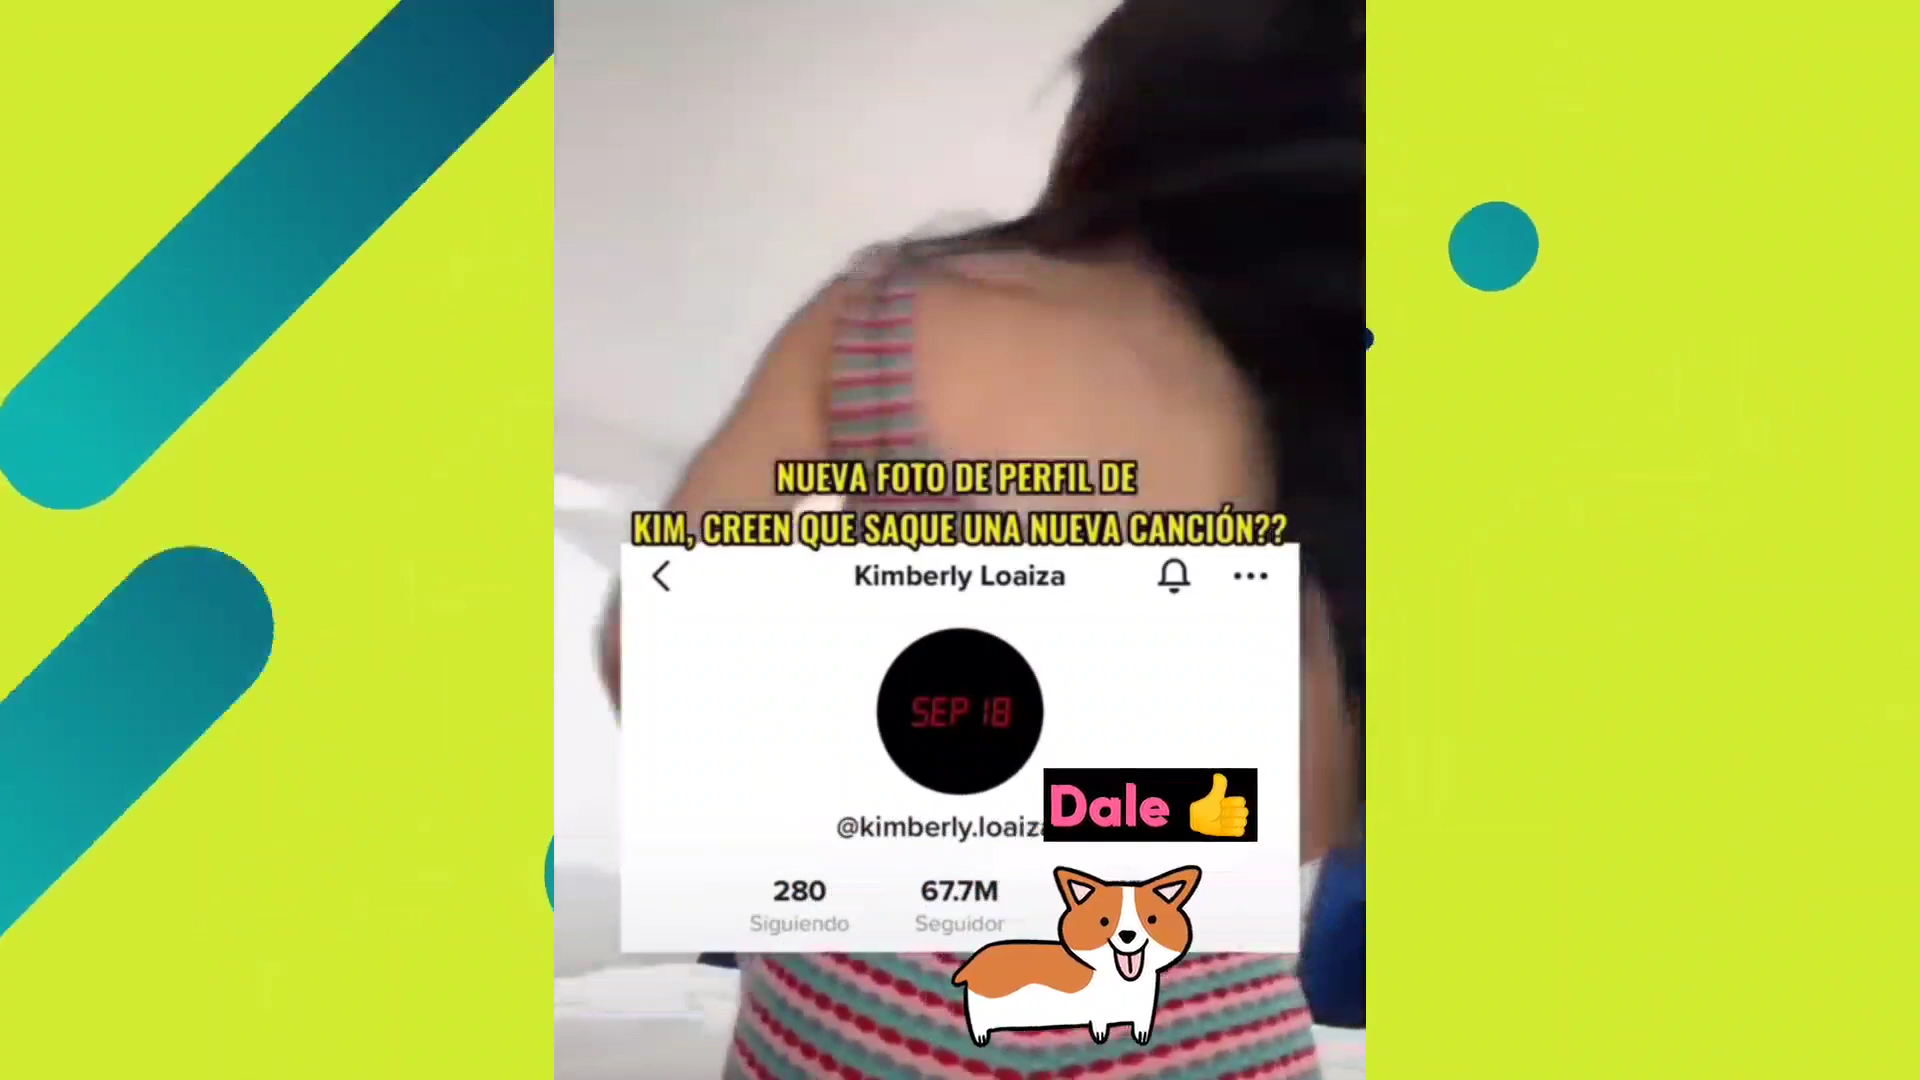 NUEVA FOTO DE PERFIL DE
KIM, CREEN QUE SAQUE UNA NUEVA CANCIÓN??
Kimberly Loaiza
SEP 18
@kimberly.loaiza
Dale 👍
280
67.7M
Siguiendo
Seguidor